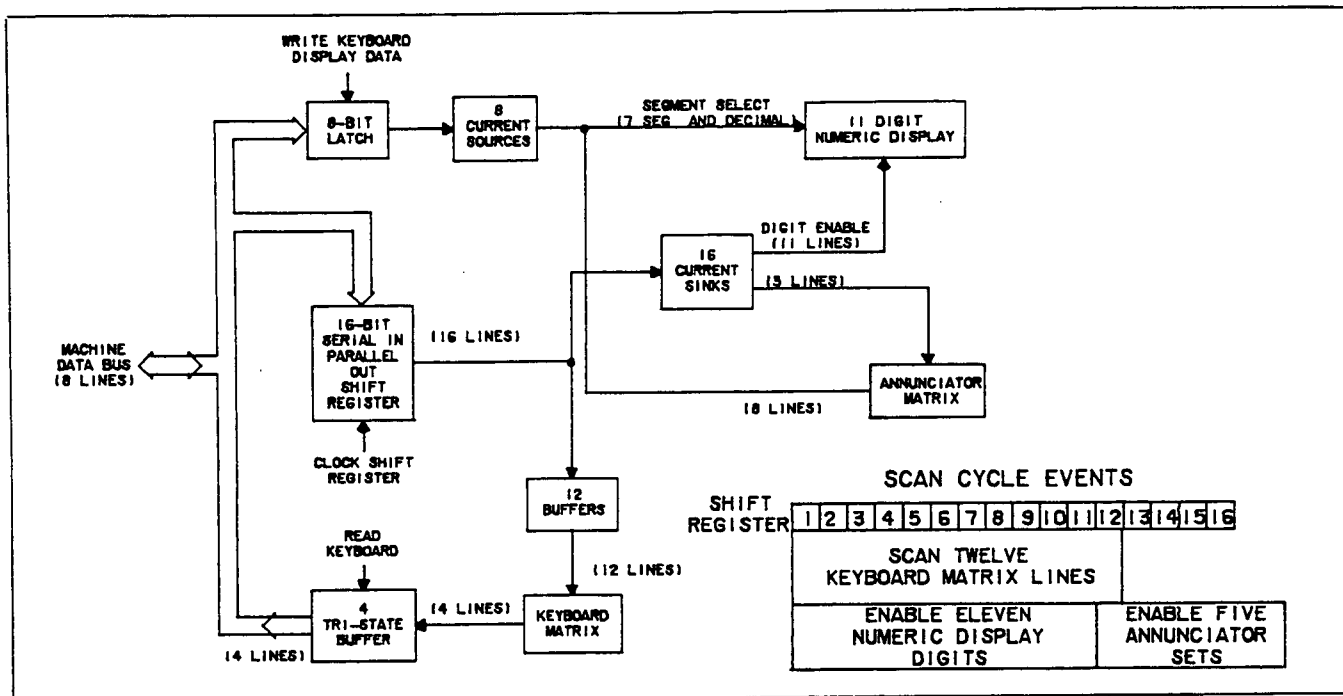 WRITE KEYBOARD
DISPLAY DATA
8-BIT
LATCH
8
CURRENT
SOURCES
SEGMENT SELECT
(7 SEG AND DECIMAL)
11 DIGIT
NUMERIC DISPLAY
DIGIT ENABLE
(11 LINES)
16
CURRENT
SINKS
(5 LINES)
16-BIT
SERIAL IN
PARALLEL
OUT
SHIFT
REGISTER
(16 LINES)
MACHINE
DATA BUS
(8 LINES)
ANNUNCIATOR
MATRIX
(8 LINES)
CLOCK SHIFT
REGISTER
12
BUFFERS
READ
KEYBOARD
(12 LINES)
4
TRI-STATE
BUFFER
(4 LINES)
KEYBOARD
MATRIX
(4 LINES)
SCAN CYCLE EVENTS
SHIFT
REGISTER
1 2 3 4 5 6 7 8 9 10 11 12 13 14 15 16
SCAN TWELVE
KEYBOARD MATRIX LINES
ENABLE ELEVEN
NUMERIC DISPLAY
DIGITS
ENABLE FIVE
ANNUNCIATOR
SETS